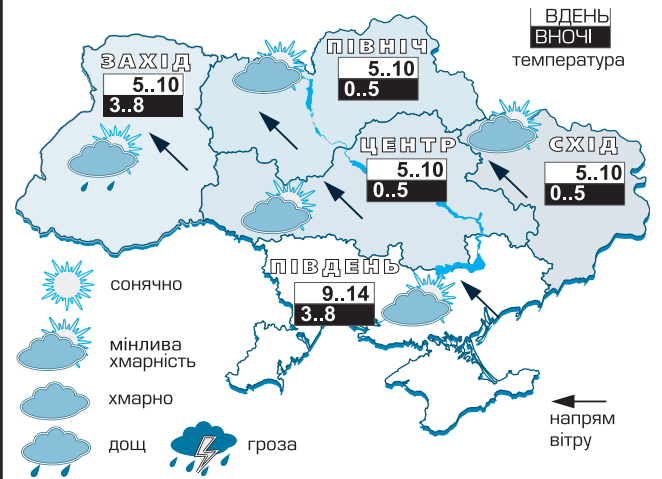 ВДЕНЬ
ВНОЧІ
температура
ЗАХІД
5..10
3..8
ПІВНІЧ
5..10
0..5
ЦЕНТР
5..10
0..5
СХІД
5..10
0..5
ПІВДЕНЬ
9..14
3..8
сонячно
мінлива
хмарність
хмарно
дощ
гроза
напрям
вітру